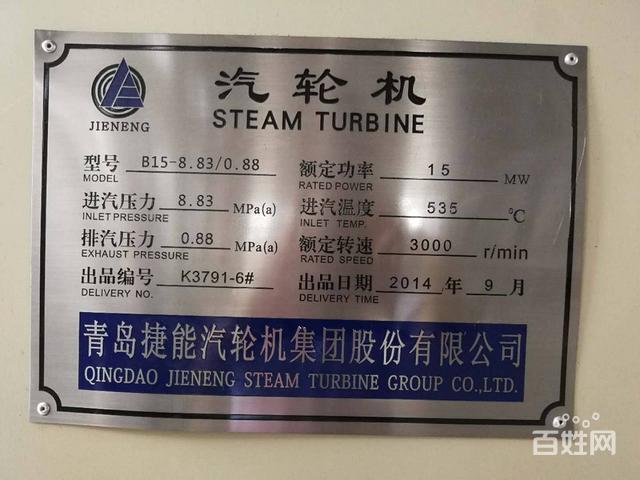 JIENENG
汽轮机
STEAM TURBINE
型号 B15-8.83/0.88 额定功率 15 MW
MODEL RATED POWER
进汽压力 8.83 MPa(a) 进汽温度 535 ℃
INLET PRESSURE INLET TEMP.
排汽压力 0.88 MPa(a) 额定转速 3000 r/min
EXHAUST PRESSURE RATED SPEED
出品编号 K3791-6# 出品日期 2014 年 9 月
DELIVERY NO. DELIVERY TIME
青岛捷能汽轮机集团股份有限公司
QINGDAO JIENENG STEAM TURBINE GROUP CO.,LTD.
百姓网